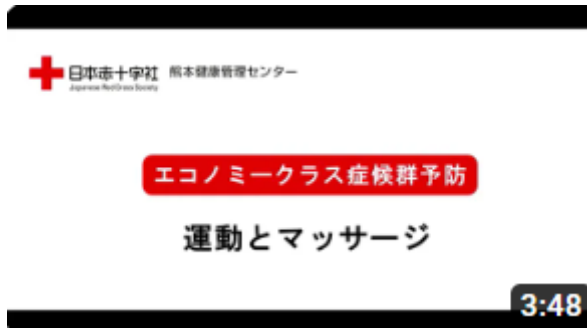 日本赤十字社 熊本健康管理センター
Japanese Red Cross Society
エコノミークラス症候群予防
運動とマッサージ
3:48